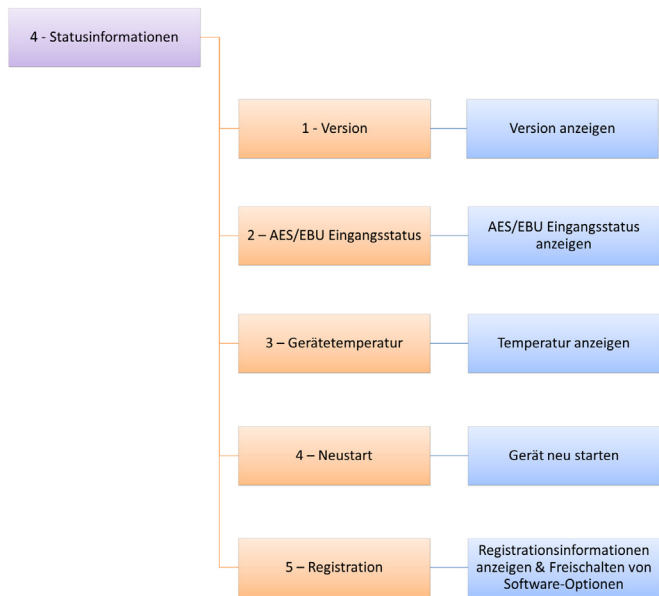 4 - Statusinformationen
1 - Version
Version anzeigen
2 – AES/EBU Eingangsstatus
AES/EBU Eingangsstatus
anzeigen
3 – Gerätetemperatur
Temperatur anzeigen
4 – Neustart
Gerät neu starten
5 – Registration
Registrationsinformationen
anzeigen & Freischalten von
Software-Optionen